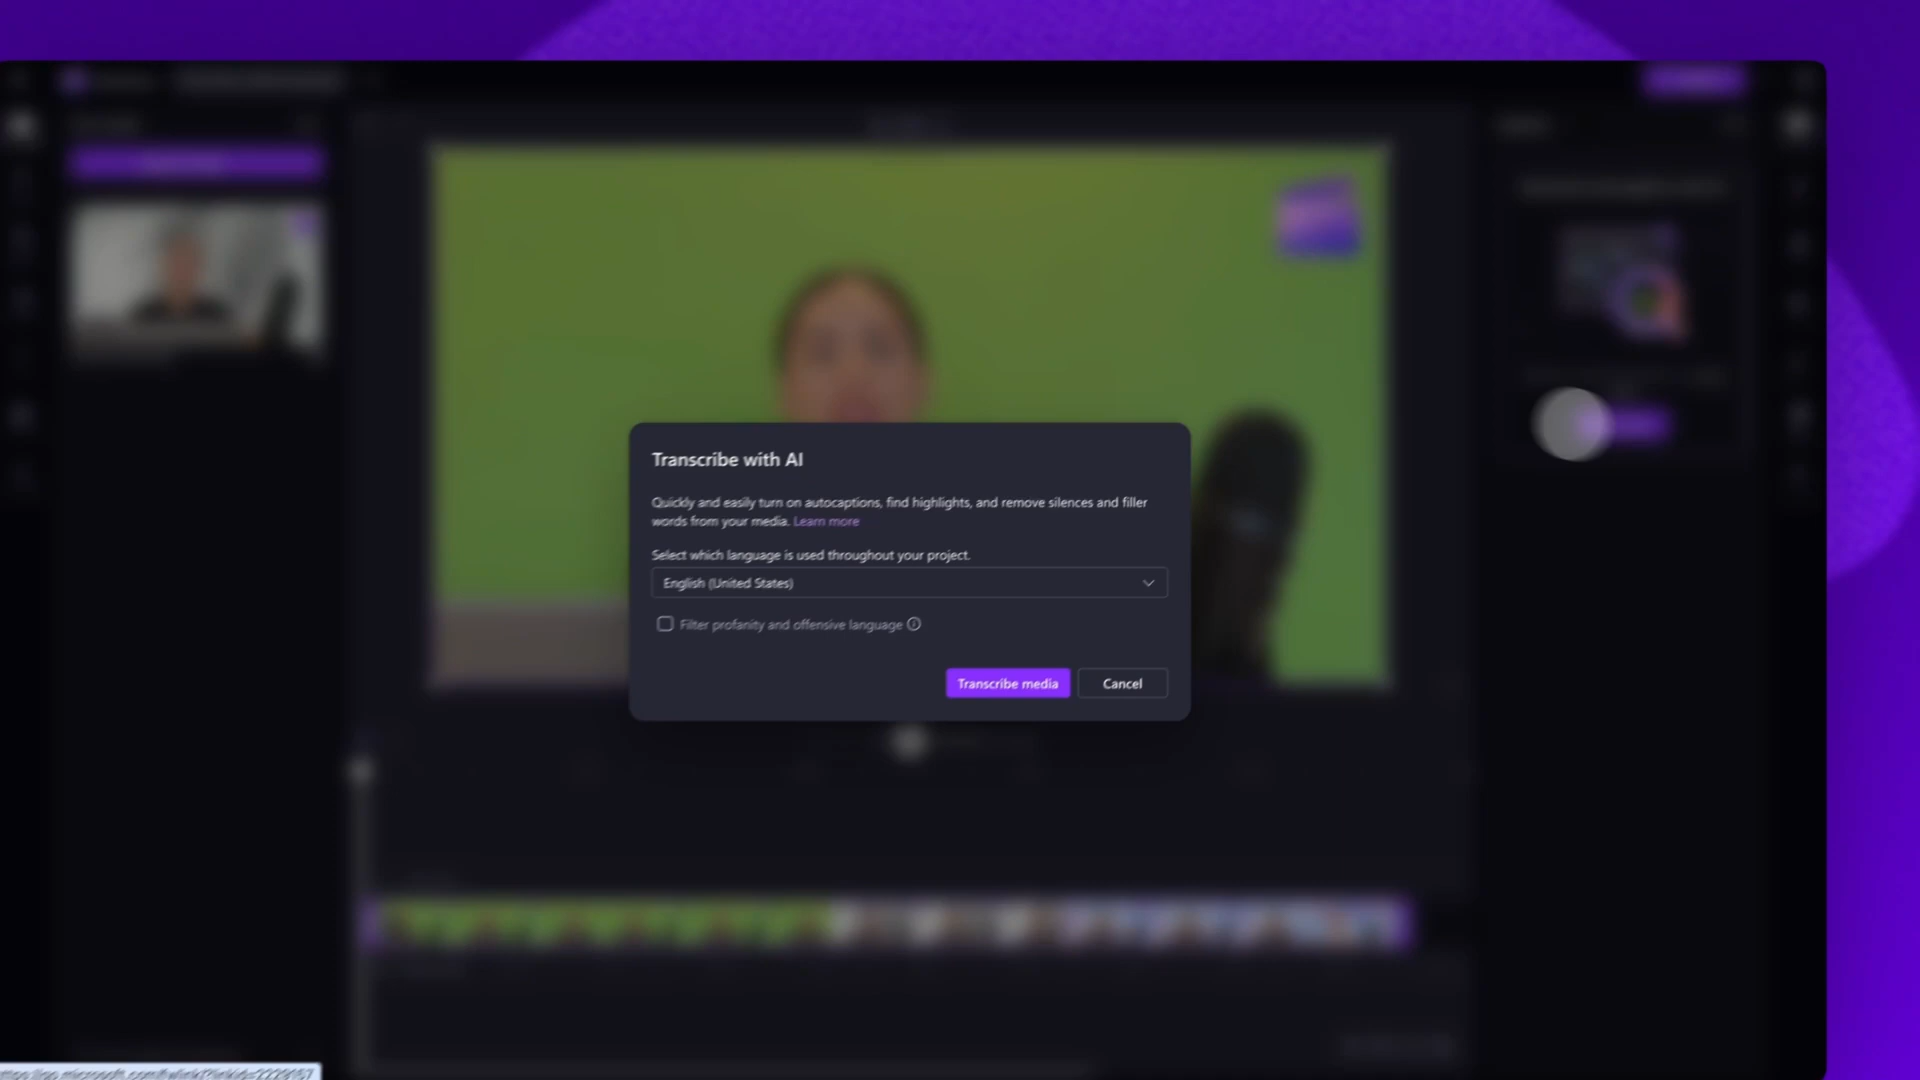 Transcribe with AI
Quickly and easily turn on autocaptions, find highlights, and remove silences and filler
words from your media. Learn more
Select which language is used throughout your project.
English (United States)
Filter profanity and offensive language
Transcribe media
Cancel